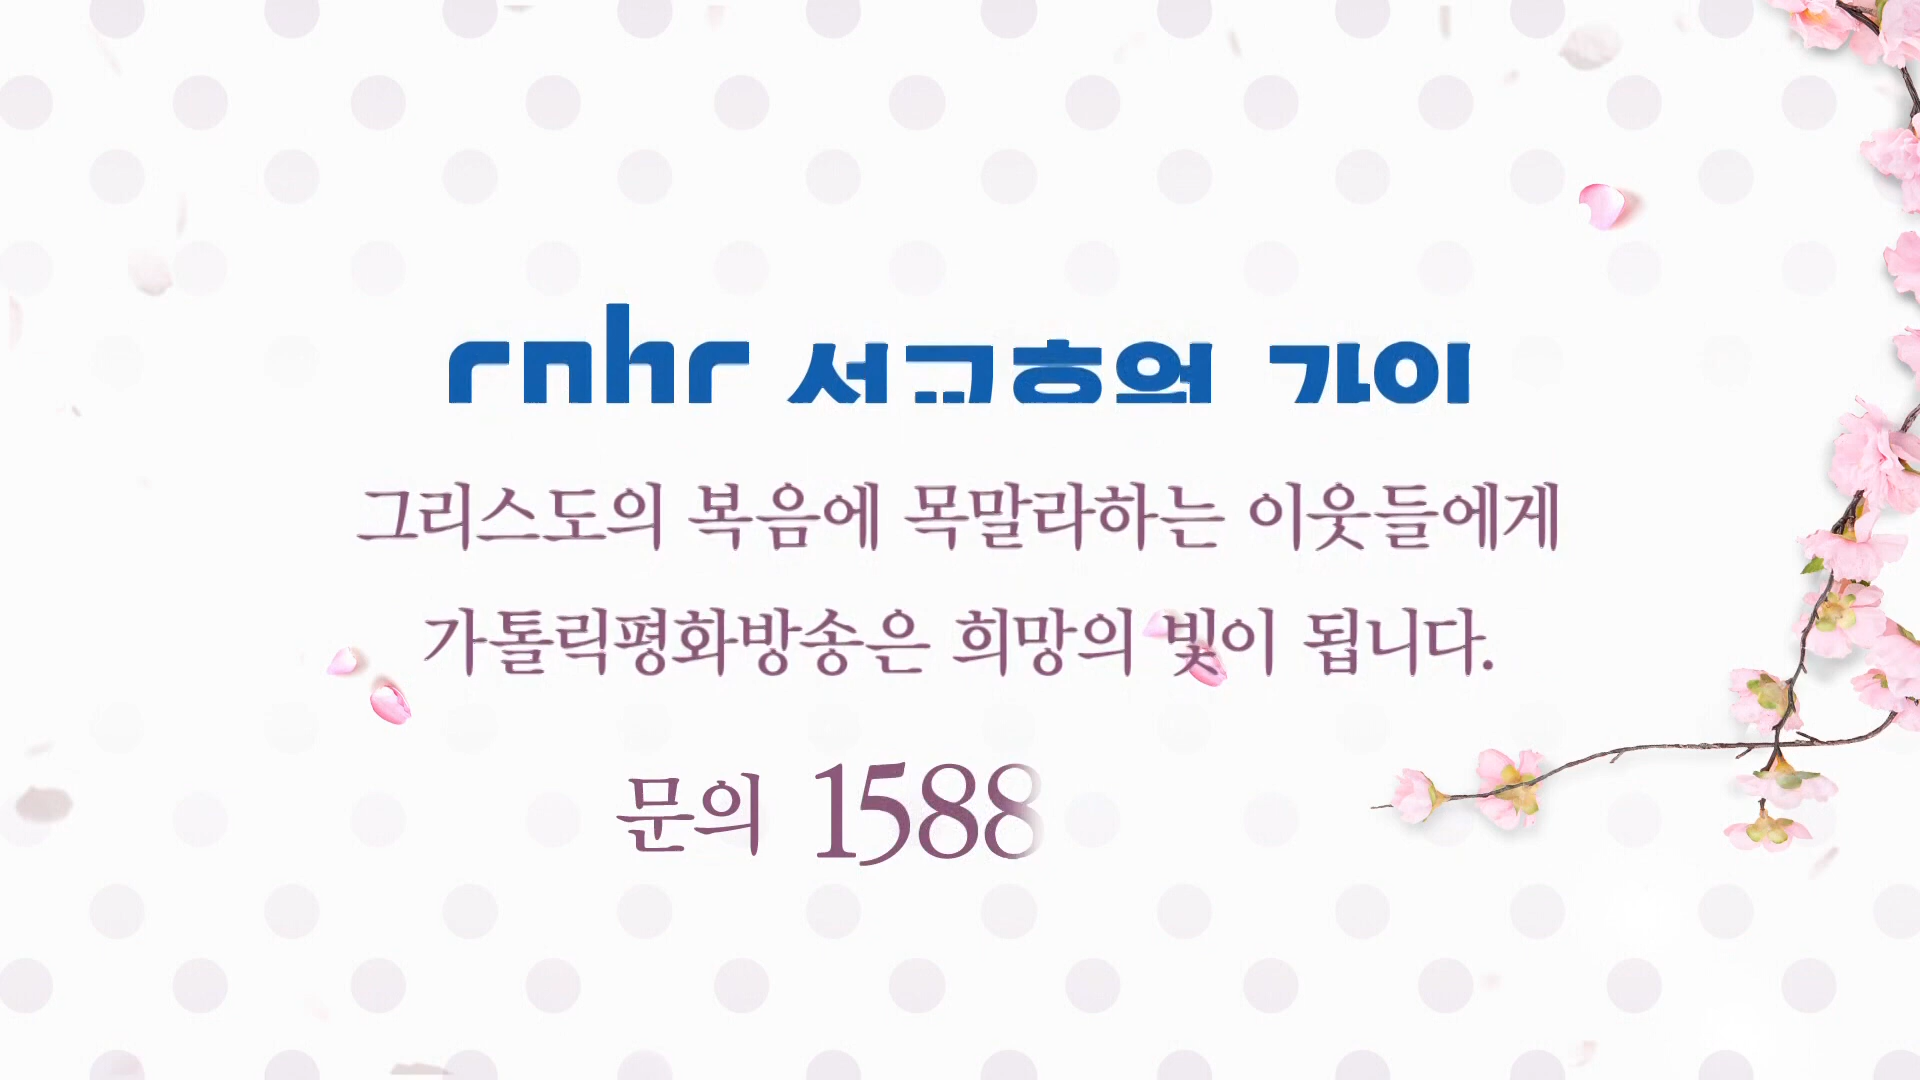 그리스도의 복음에 목말라하는 이웃들에게
가톨릭평화방송은 희망의 빛이 됩니다.
문의 1588